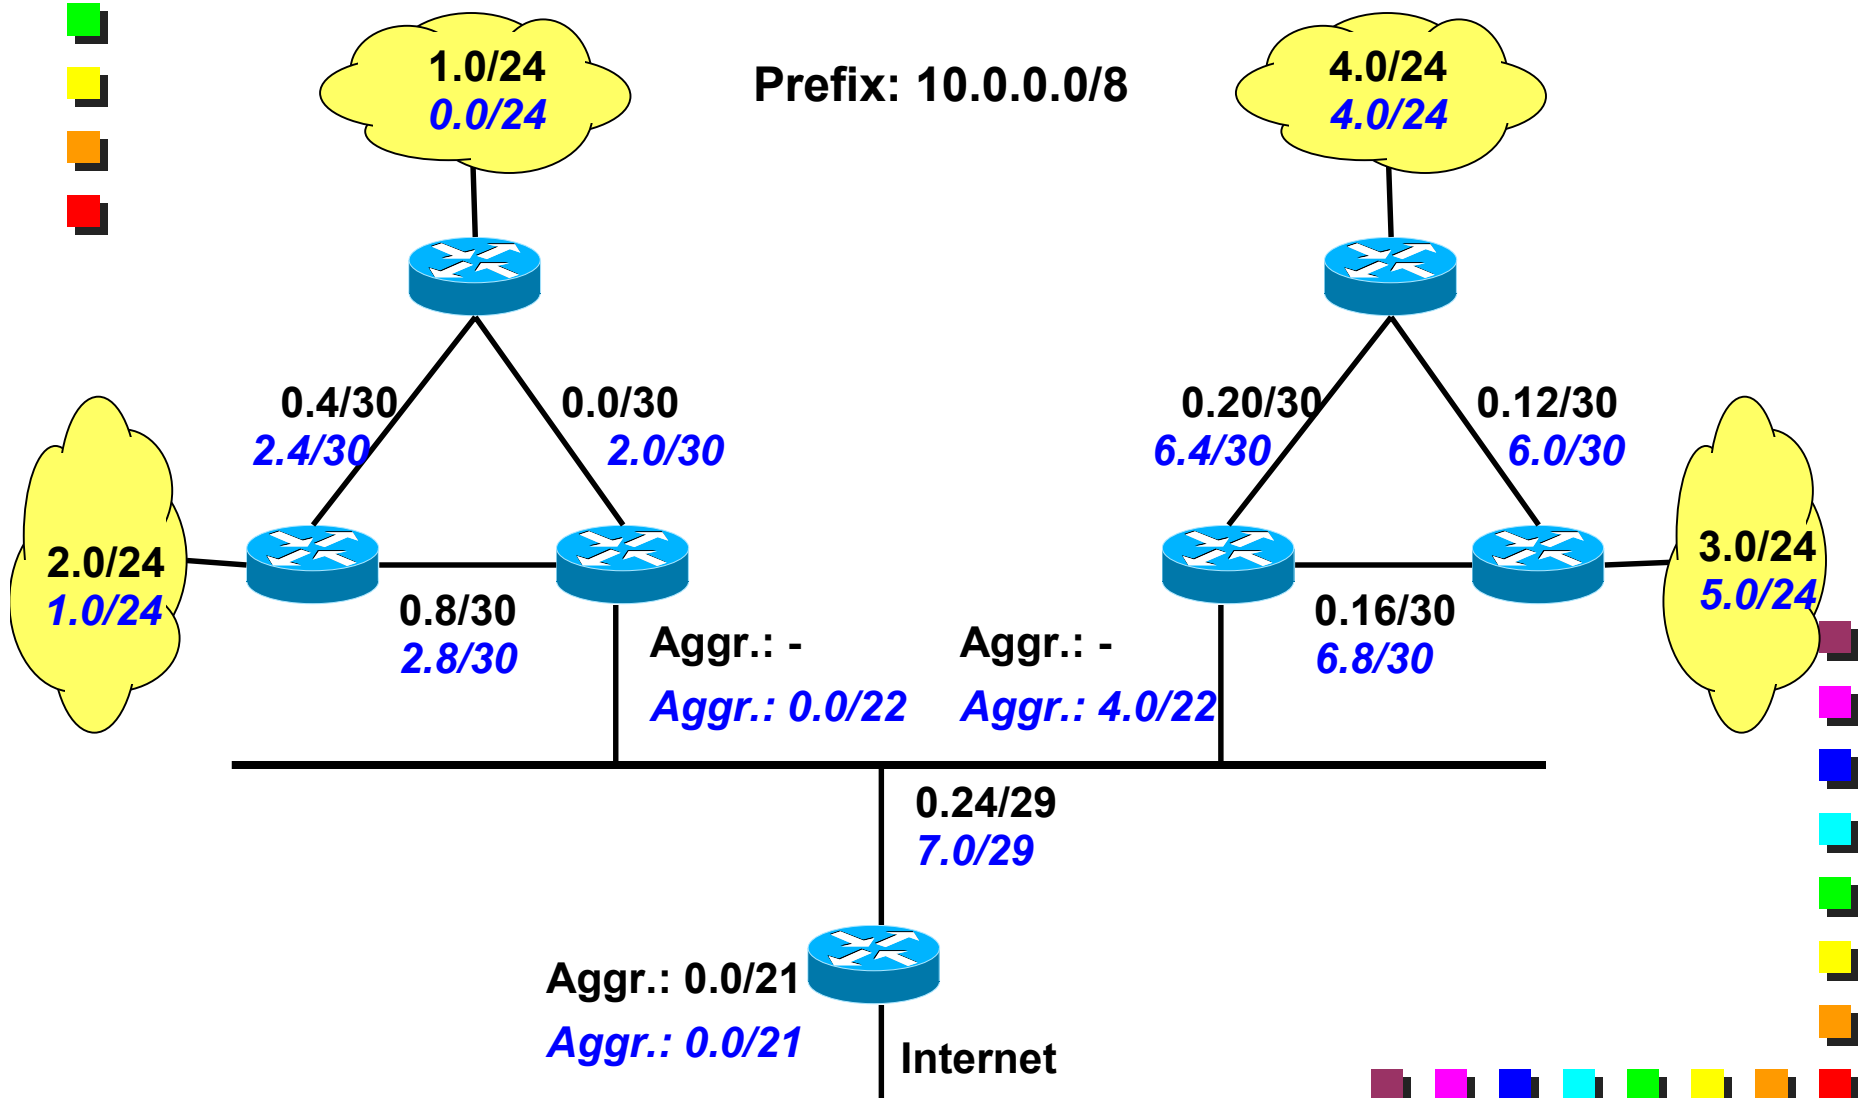 1.0/24
0.0/24
Prefix: 10.0.0.0/8
4.0/24
4.0/24
0.4/30
2.4/30
0.0/30
2.0/30
0.20/30
6.4/30
0.12/30
6.0/30
2.0/24
1.0/24
3.0/24
5.0/24
0.8/30
2.8/30
0.16/30
6.8/30
Aggr.: -
Aggr.: 0.0/22
Aggr.: -
Aggr.: 4.0/22
0.24/29
7.0/29
Aggr.: 0.0/21
Aggr.: 0.0/21
Internet